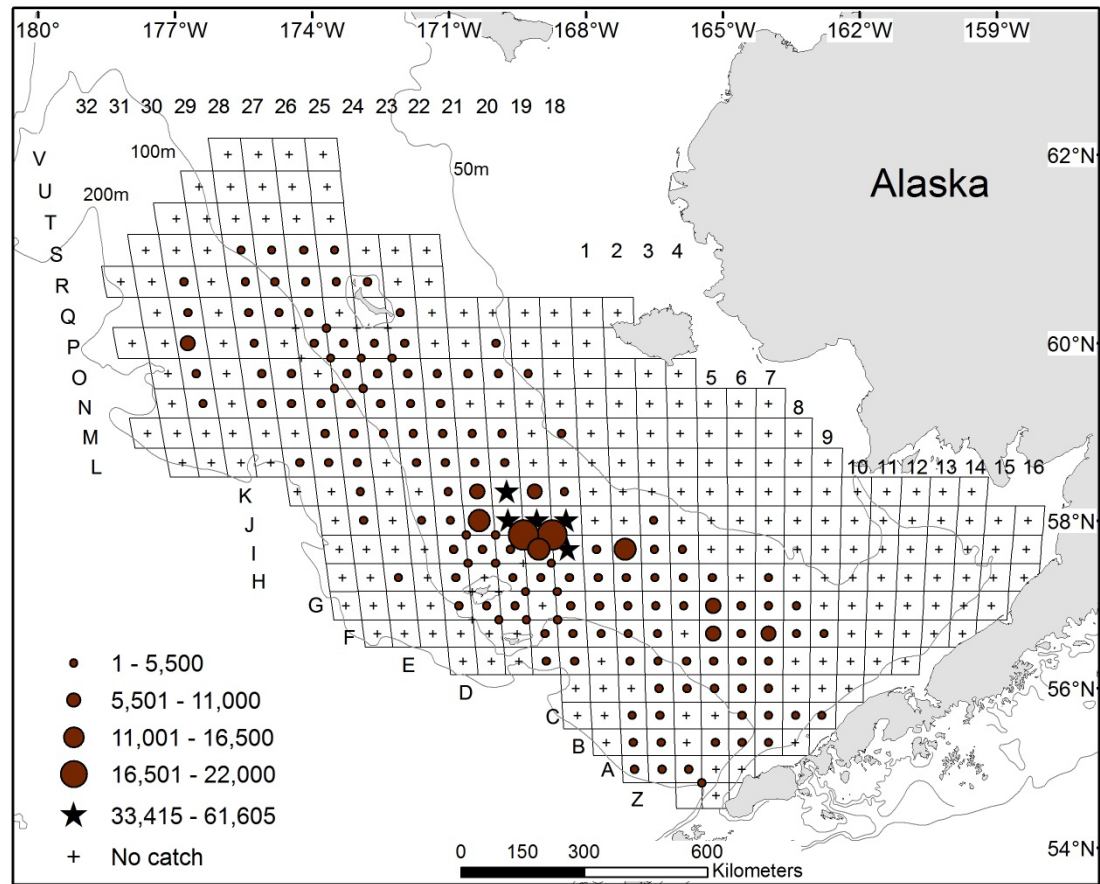 180° 177°W 174°W 171°W 168°W 165°W 162°W 159°W
32 31 30 29 28 27 26 25 24 23 22 21 20 19 18
62°N
60°N
58°N
56°N
54°N
Alaska
100m
50m
200m
V
U
T
S
R
Q
P
O
N
M
L
K
J
I
H
G
F
E
D
C
B
A
Z
1 2 3 4
5 6 7
8
9
10 11 12 13 14 15 16
1 - 5,500
5,501 - 11,000
11,001 - 16,500
16,501 - 22,000
33,415 - 61,605
No catch
0 150 300 600
Kilometers